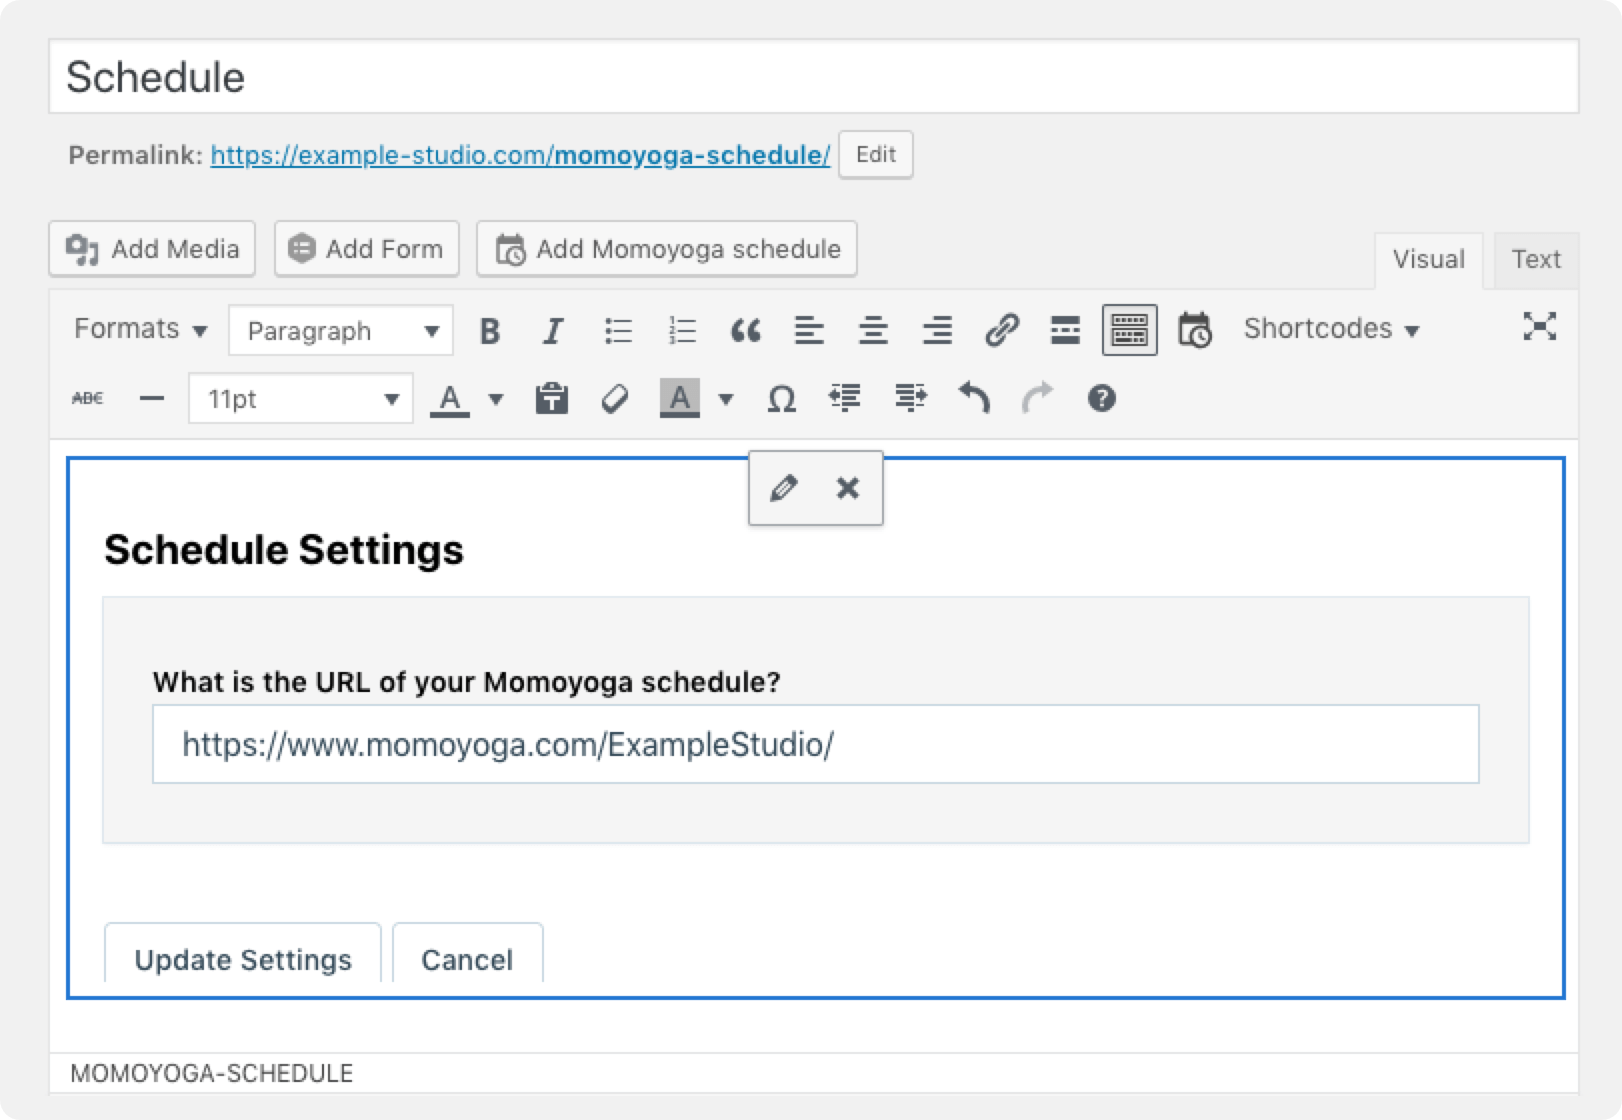 Schedule
Permalink: https://example-studio.com/momoyoga-schedule/ Edit
Add Media Add Form Add Momoyoga schedule Visual Text
Formats Paragraph B I Shortcodes
ABE 11pt A A Ω ?
Schedule Settings
What is the URL of your Momoyoga schedule?
https://www.momoyoga.com/ExampleStudio/
Update Settings Cancel
MOMOYOGA-SCHEDULE